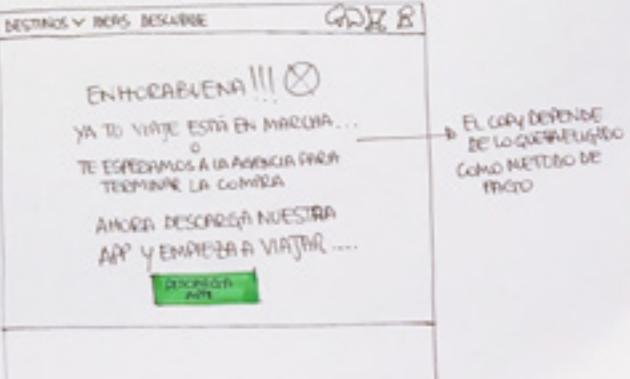 DESTINOS IDEAS DESCUBRE
ENHORABUENA!!!
YA TU VIAJE ESTÁ EN MARCHA...
O
TE ESPERAMOS A LA AGENCIA PARA
TERMINAR LA COMPRA
AHORA DESCARGA NUESTRA
APP Y EMPIEZA A VIAJAR ....
DESCARGA
APP
EL COPY DEPENDE
DE LO QUE HA ELIGIDO
COMO METODO DE
PAGO